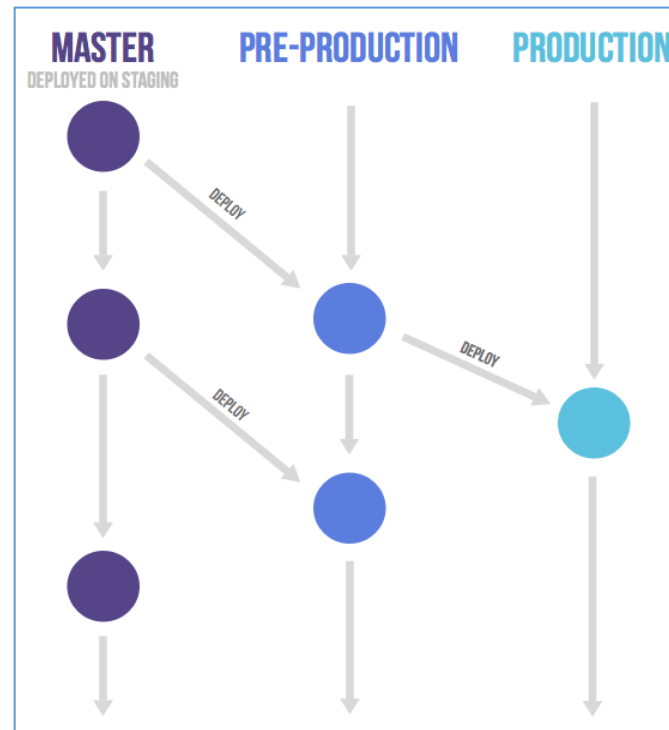 MASTER
DEPLOYED ON STAGING
PRE-PRODUCTION
PRODUCTION
DEPLOY
DEPLOY
DEPLOY